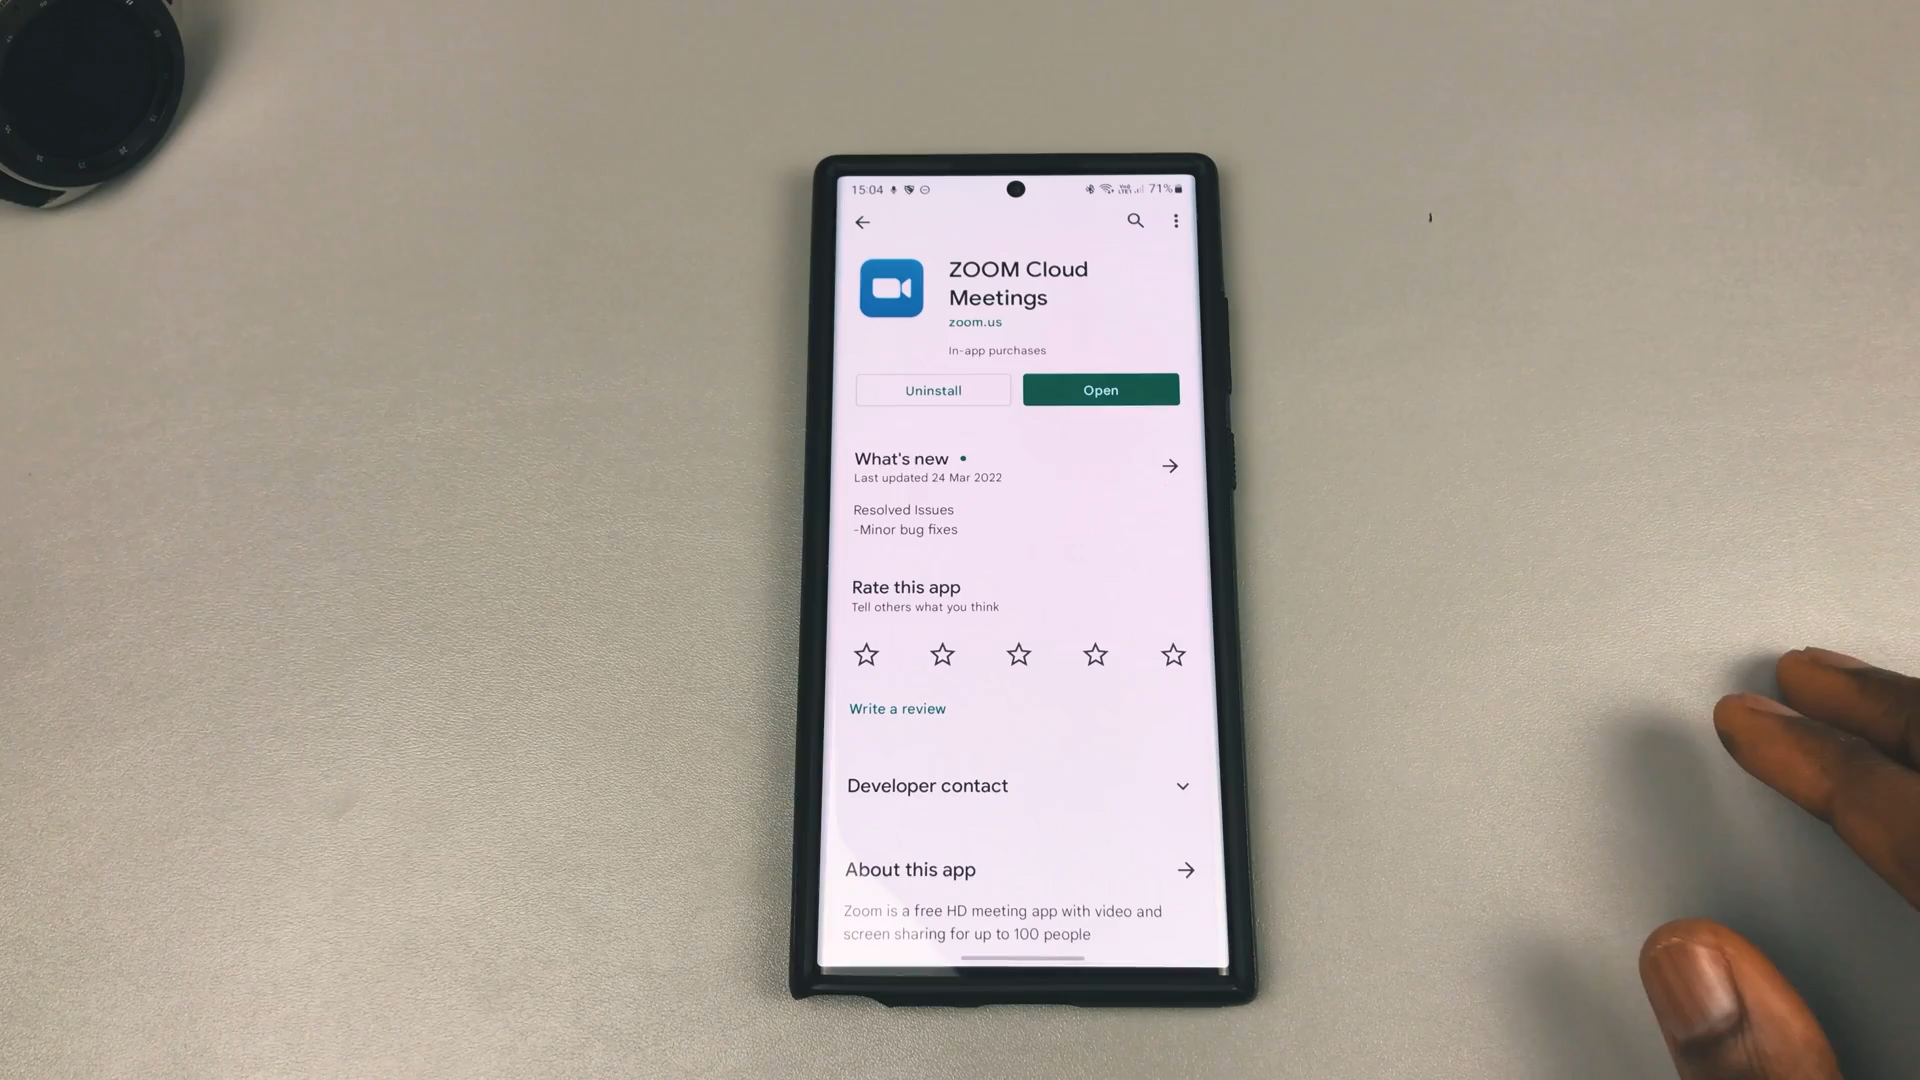 15:04 71%
ZOOM Cloud
Meetings
zoom.us
In-app purchases
Uninstall Open
What's new
Last updated 24 Mar 2022
Resolved Issues
-Minor bug fixes
Rate this app
Tell others what you think
Write a review
Developer contact
About this app
Zoom is a free HD meeting app with video and
screen sharing for up to 100 people